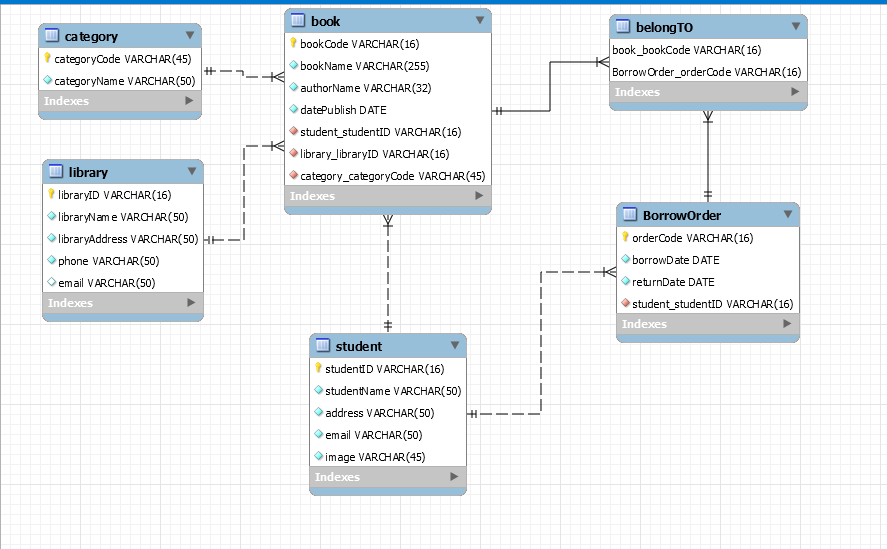 category
categoryCode VARCHAR(45)
categoryName VARCHAR(50)
Indexes
book
bookCode VARCHAR(16)
bookName VARCHAR(255)
authorName VARCHAR(32)
datePublish DATE
student_studentID VARCHAR(16)
library_libraryID VARCHAR(16)
category_categoryCode VARCHAR(45)
Indexes
belongTO
book_bookCode VARCHAR(16)
BorrowOrder_orderCode VARCHAR(16)
Indexes
library
libraryID VARCHAR(16)
libraryName VARCHAR(50)
libraryAddress VARCHAR(50)
phone VARCHAR(50)
email VARCHAR(50)
Indexes
BorrowOrder
orderCode VARCHAR(16)
borrowDate DATE
returnDate DATE
student_studentID VARCHAR(16)
Indexes
student
studentID VARCHAR(16)
studentName VARCHAR(50)
address VARCHAR(50)
email VARCHAR(50)
image VARCHAR(45)
Indexes